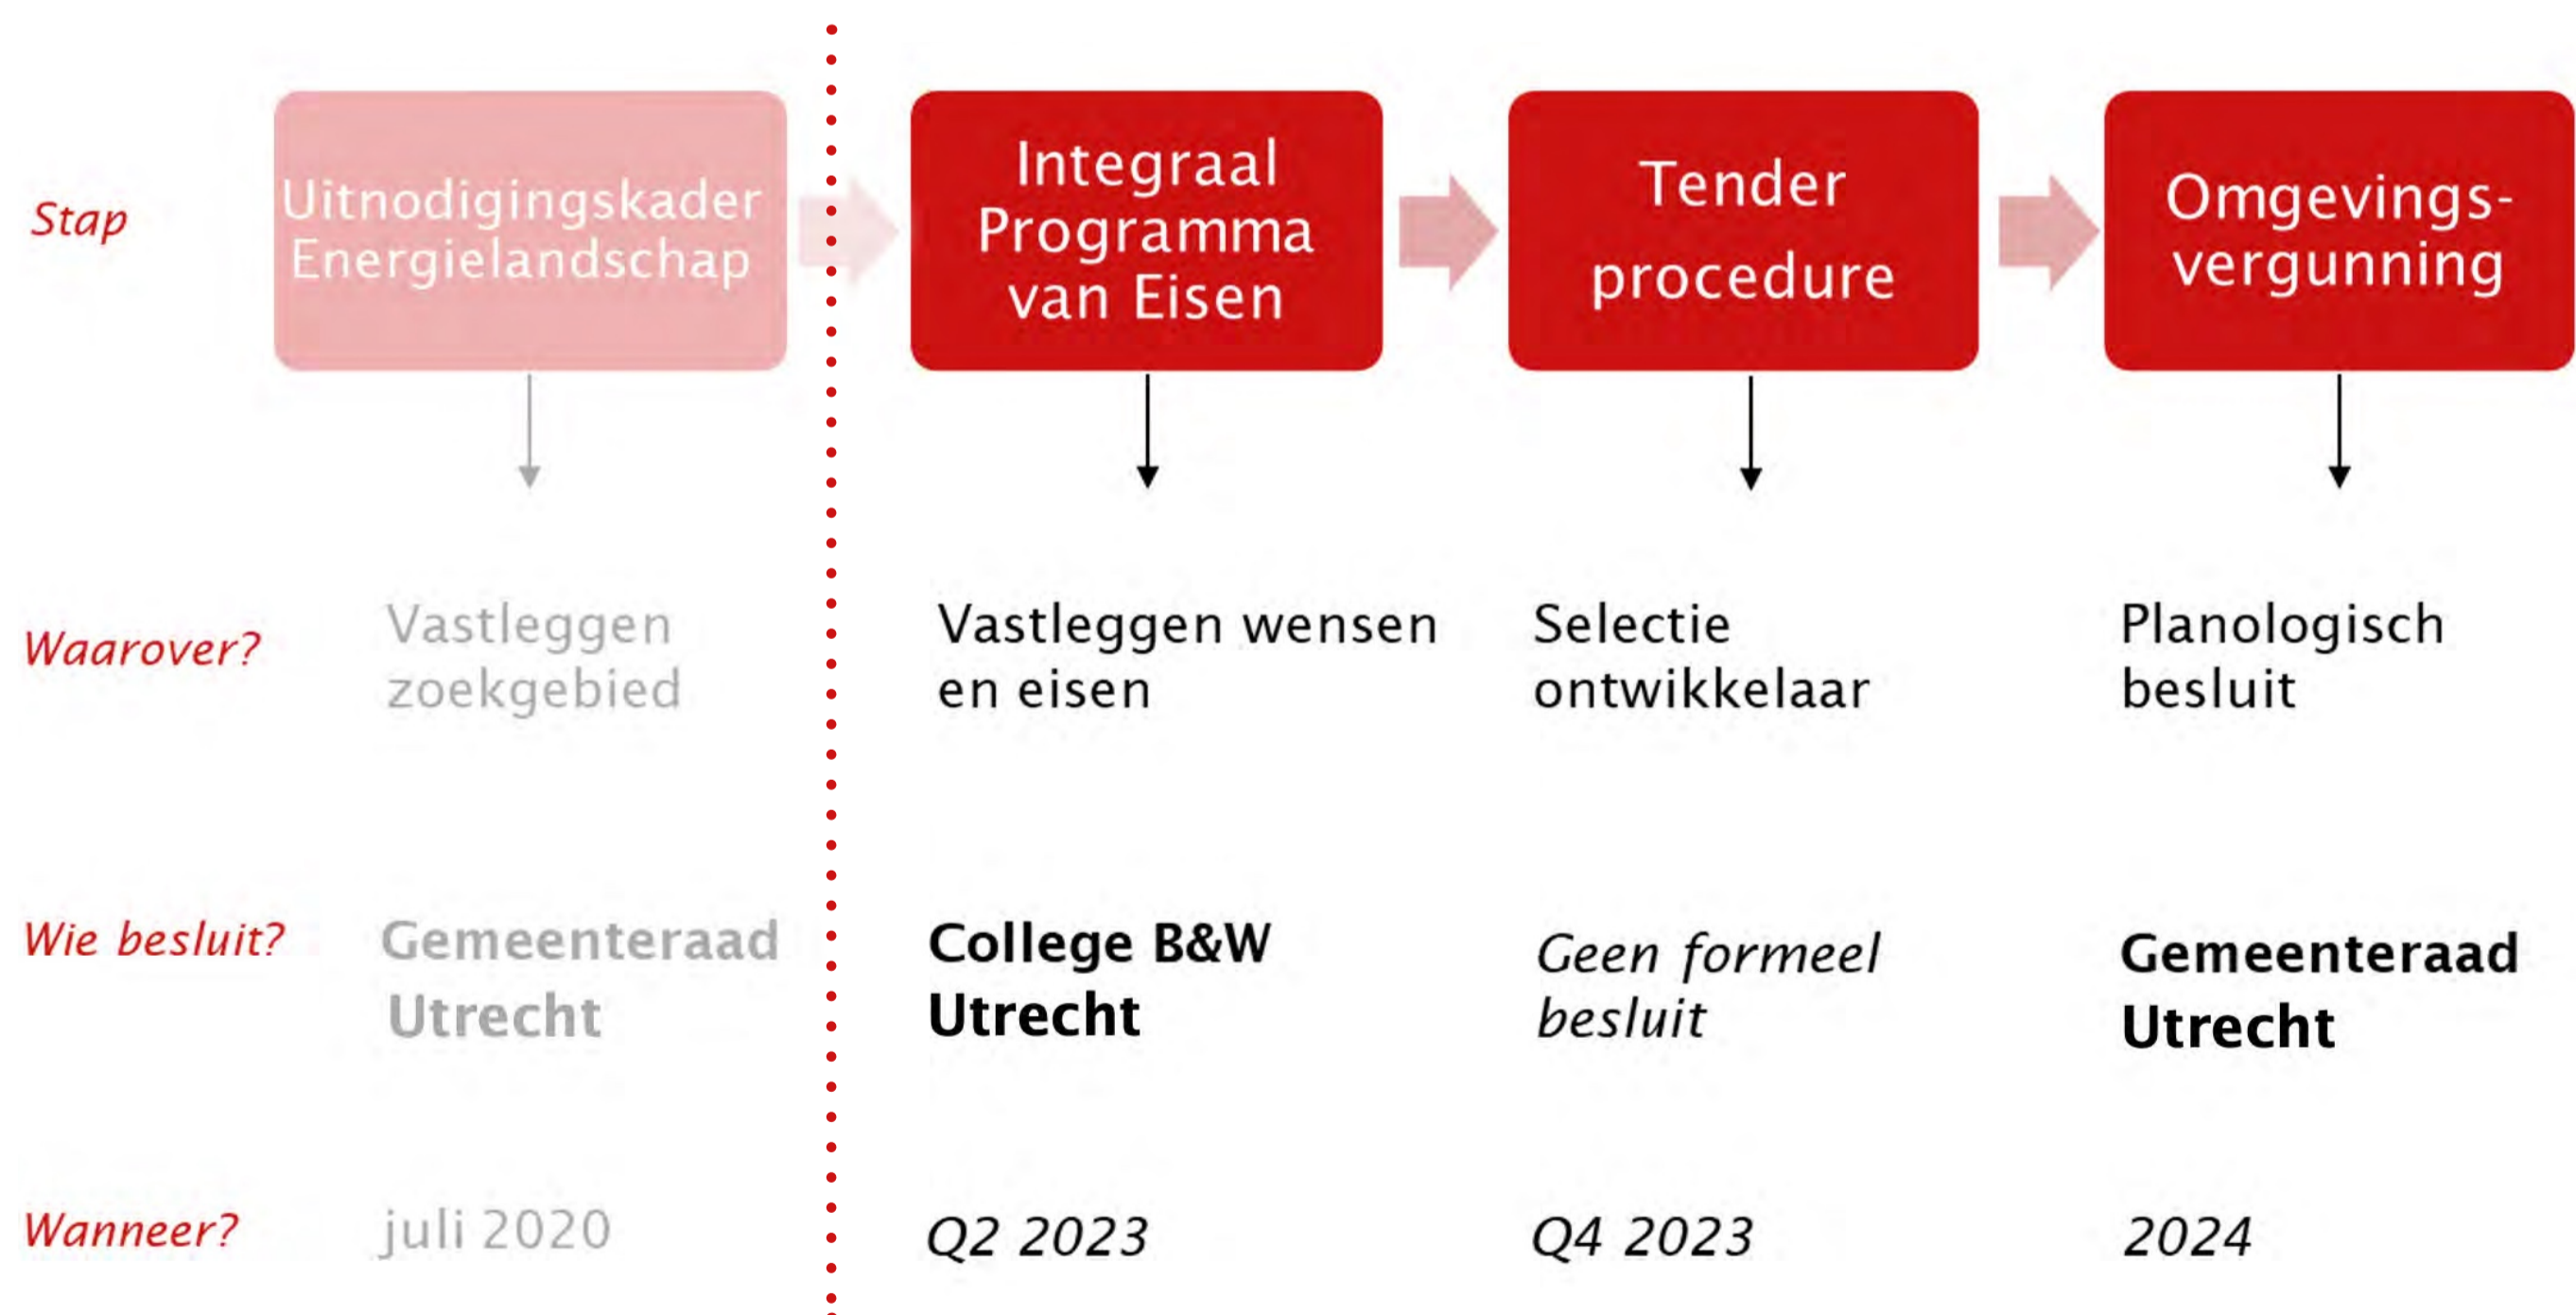 Stap
Uitnodigingskader
Energielandschap
Integraal
Programma
van Eisen
Tender
procedure
Omgevings-
vergunning
Waarover?
Vastleggen
zoekgebied
Vastleggen wensen
en eisen
Selectie
ontwikkelaar
Planologisch
besluit
Wie besluit?
Gemeenteraad
Utrecht
College B&W
Utrecht
Geen formeel
besluit
Gemeenteraad
Utrecht
Wanneer?
juli 2020
Q2 2023
Q4 2023
2024